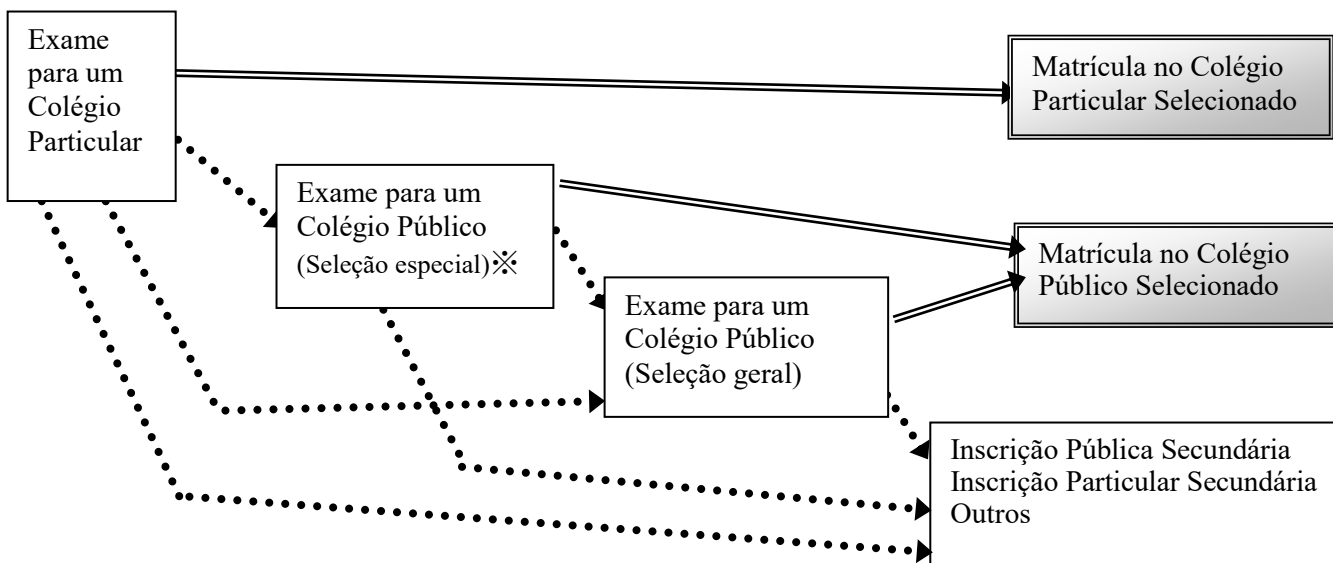 Exame
para um
Colégio
Particular
Matrícula no Colégio
Particular Selecionado
Exame para um
Colégio Público
(Seleção especial)※
Matrícula no Colégio
Público Selecionado
Exame para um
Colégio Público
(Seleção geral)
Inscrição Pública Secundária
Inscrição Particular Secundária
Outros